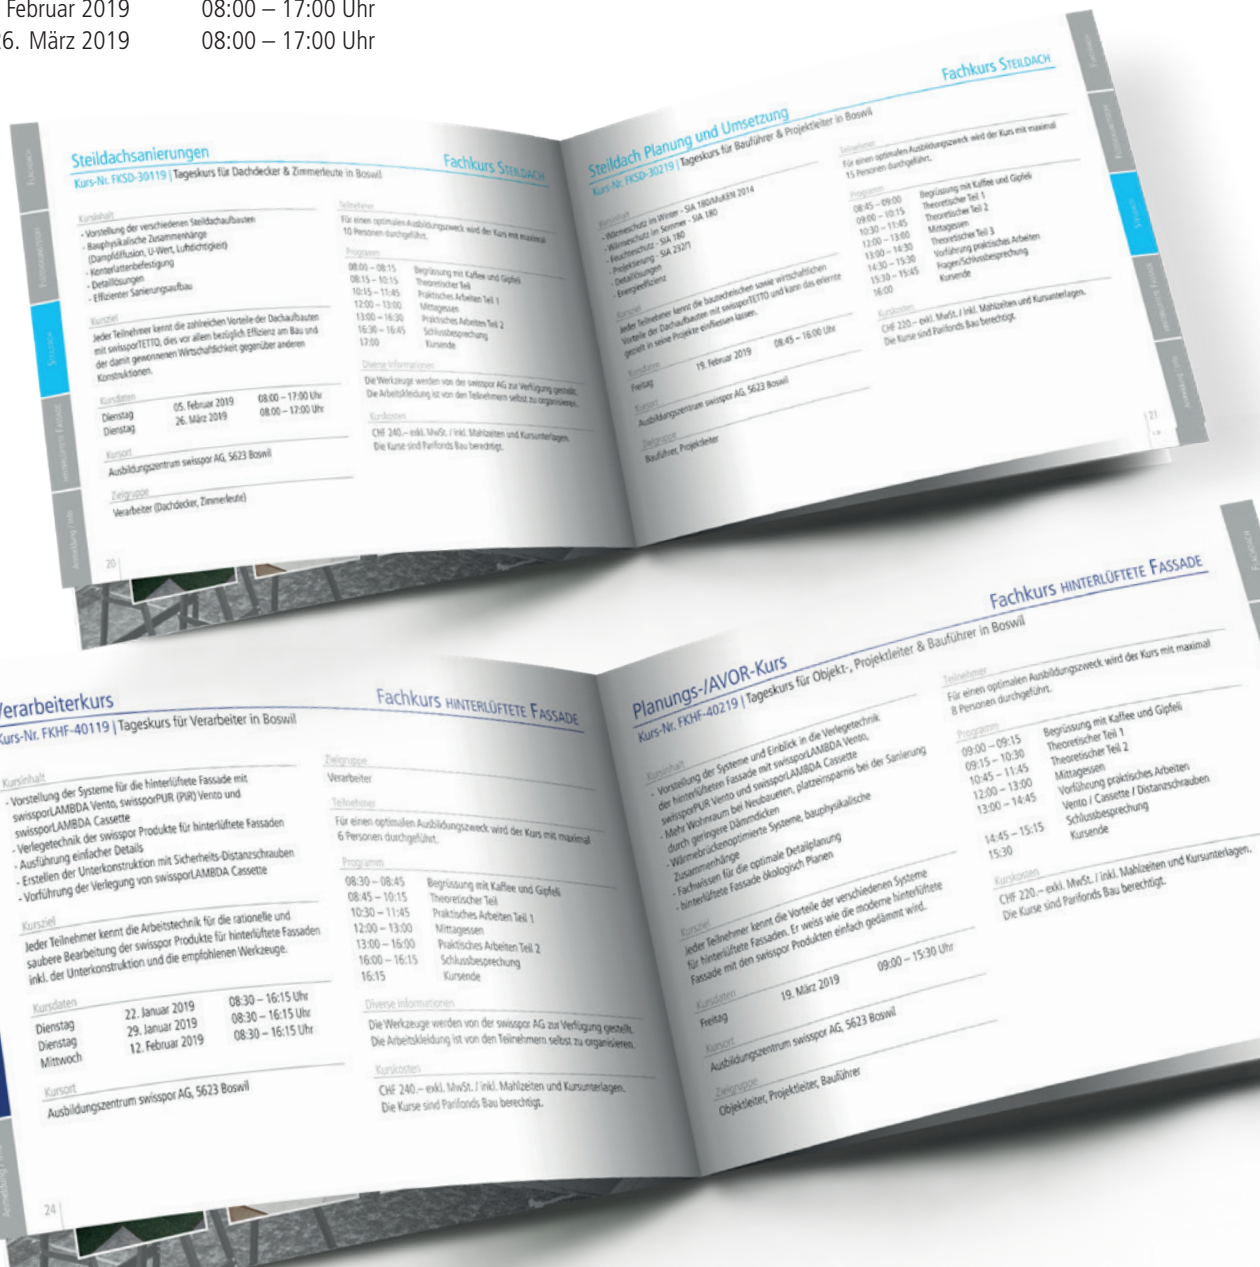 Februar 2019 08:00 – 17:00 Uhr
26. März 2019 08:00 – 17:00 Uhr
Steildachsanierungen
Fachkurs Steildach
Kurs-Nr. FKSD-30119 | Tageskurs für Dachdecker & Zimmerleute in Boswil
Kursinhalt
- Vorstellung der verschiedenen Steildachaufbauten
- Bauphysikalische Zusammenhänge
(Dampfdiffusion, U-Wert, Luftdichtigkeit)
- Konterlattenbefestigung
- Detaillösungen
- Effizienter Sanierungsaufbau
Kursziel
Jeder Teilnehmer kennt die zahlreichen Vorteile der Dachaufbauten
mit swissporTETTO, dies vor allem bezüglich Effizienz am Bau und
der damit gewonnenen Wirtschaftlichkeit gegenüber anderen
Konstruktionen.
Kursdaten
Dienstag 05. Februar 2019 08:00 – 17:00 Uhr
Dienstag 26. März 2019 08:00 – 17:00 Uhr
Kursort
Ausbildungszentrum swisspor AG, 5623 Boswil
Zielgruppe
Verarbeiter (Dachdecker, Zimmerleute)
Teilnehmer
Für einen optimalen Ausbildungszweck wird der Kurs mit maximal
10 Personen durchgeführt.
Programm
08:00 – 08:15 Begrüssung mit Kaffee und Gipfeli
08:15 – 10:15 Theoretischer Teil
10:15 – 11:45 Praktisches Arbeiten Teil 1
12:00 – 13:00 Mittagessen
13:00 – 16:30 Praktisches Arbeiten Teil 2
16:30 – 16:45 Schlussbesprechung
17:00 Kursende
Diverse Informationen
Die Werkzeuge werden von der swisspor AG zur Verfügung gestellt.
Die Arbeitskleidung ist von den Teilnehmern selbst zu organisieren.
Kurskosten
CHF 240.– exkl. MwSt. / inkl. Mahlzeiten und Kursunterlagen.
Die Kurse sind Parifonds Bau berechtigt.
20
Flachdach
Steildach
Hinterlüftete Fassade
Anmeldung / Info
Fachkurs Steildach
Steildach Planung und Umsetzung
Kurs-Nr. FKSD-30219 | Tageskurs für Bauführer & Projektleiter in Boswil
Kursinhalt
- Wärmeschutz im Winter - SIA 180/MuKEN 2014
- Wärmeschutz im Sommer - SIA 180
- Feuchteschutz - SIA 180
- Projektierung - SIA 232/1
- Detaillösungen
- Energieeffizienz
Kursziel
Jeder Teilnehmer kennt die bautechnischen sowie wirtschaftlichen
Vorteile der Dachaufbauten mit swissporTETTO und kann das erlernte
gezielt in seine Projekte einfliessen lassen.
Kursdaten
Freitag 19. Februar 2019 08:45 – 16:00 Uhr
Kursort
Ausbildungszentrum swisspor AG, 5623 Boswil
Zielgruppe
Bauführer, Projektleiter
Teilnehmer
Für einen optimalen Ausbildungszweck wird der Kurs mit maximal
15 Personen durchgeführt.
Programm
08:45 – 09:00 Begrüssung mit Kaffee und Gipfeli
09:00 – 10:15 Theoretischer Teil 1
10:30 – 11:45 Theoretischer Teil 2
12:00 – 13:00 Mittagessen
13:00 – 14:30 Theoretischer Teil 3
14:30 – 15:30 Vorführung praktisches Arbeiten
15:30 – 15:45 Fragen/Schlussbesprechung
16:00 Kursende
Kurskosten
CHF 220.– exkl. MwSt. / inkl. Mahlzeiten und Kursunterlagen.
Die Kurse sind Parifonds Bau berechtigt.
21
Steildach
Anmeldung / Info
Verarbeiterkurs
Fachkurs hinterlüftete Fassade
Kurs-Nr. FKHF-40119 | Tageskurs für Verarbeiter in Boswil
Kursinhalt
- Vorstellung der Systeme für die hinterlüftete Fassade mit
swissporLAMBDA Vento, swissporPUR (PIR) Vento und
swissporLAMBDA Cassette
- Verlegetechnik der swisspor Produkte für hinterlüftete Fassaden
- Ausführung einfacher Details
- Erstellen der Unterkonstruktion mit Sicherheits-Distanzschrauben
- Vorführung der Verlegung von swissporLAMBDA Cassette
Kursziel
Jeder Teilnehmer kennt die Arbeitstechnik für die rationelle und
saubere Bearbeitung der swisspor Produkte für hinterlüftete Fassaden
inkl. der Unterkonstruktion und die empfohlenen Werkzeuge.
Kursdaten
Dienstag 22. Januar 2019 08:30 – 16:15 Uhr
Dienstag 29. Januar 2019 08:30 – 16:15 Uhr
Mittwoch 12. Februar 2019 08:30 – 16:15 Uhr
Kursort
Ausbildungszentrum swisspor AG, 5623 Boswil
Zielgruppe
Verarbeiter
Teilnehmer
Für einen optimalen Ausbildungszweck wird der Kurs mit maximal
6 Personen durchgeführt.
Programm
08:30 – 08:45 Begrüssung mit Kaffee und Gipfeli
08:45 – 10:15 Theoretischer Teil
10:30 – 11:45 Praktisches Arbeiten Teil 1
12:00 – 13:00 Mittagessen
13:00 – 16:00 Praktisches Arbeiten Teil 2
16:00 – 16:15 Schlussbesprechung
16:15 Kursende
Diverse Informationen
Die Werkzeuge werden von der swisspor AG zur Verfügung gestellt.
Die Arbeitskleidung ist von den Teilnehmern selbst zu organisieren.
Kurskosten
CHF 240.– exkl. MwSt. / inkl. Mahlzeiten und Kursunterlagen.
Die Kurse sind Parifonds Bau berechtigt.
24
Anmeldung / Info
Fachkurs hinterlüftete Fassade
Planungs-/AVOR-Kurs
Kurs-Nr. FKHF-40219 | Tageskurs für Objekt-, Projektleiter & Bauführer in Boswil
Kursinhalt
- Vorstellung der Systeme und Einblick in die Verlegetechnik
der hinterlüfteten Fassade mit swissporLAMBDA Vento,
swissporPUR Vento und swissporLAMBDA Cassette
- Mehr Wohnraum bei Neubauten, platzeinsparnis bei der Sanierung
durch geringere Dämmdicken
- Wärmebrückenoptimierte Systeme, bauphysikalische
Zusammenhänge
- Fachwissen für die optimale Detailplanung
- hinterlüftete Fassade ökologisch Planen
Kursziel
Jeder Teilnehmer kennt die Vorteile der verschiedenen Systeme
für hinterlüftete Fassaden. Er weiss wie die moderne hinterlüftete
Fassade mit den swisspor Produkten einfach gedämmt wird.
Kursdaten
Freitag 19. März 2019 09:00 – 15:30 Uhr
Kursort
Ausbildungszentrum swisspor AG, 5623 Boswil
Zielgruppe
Objektleiter, Projektleiter, Bauführer
Teilnehmer
Für einen optimalen Ausbildungszweck wird der Kurs mit maximal
8 Personen durchgeführt.
Programm
09:00 – 09:15 Begrüssung mit Kaffee und Gipfeli
09:15 – 10:30 Theoretischer Teil 1
10:45 – 11:45 Theoretischer Teil 2
12:00 – 13:00 Mittagessen
13:00 – 14:45 Vorführung praktisches Arbeiten
Vento / Cassette / Distanzschrauben
14:45 – 15:15 Schlussbesprechung
15:30 Kursende
Kurskosten
CHF 220.– exkl. MwSt. / inkl. Mahlzeiten und Kursunterlagen.
Die Kurse sind Parifonds Bau berechtigt.